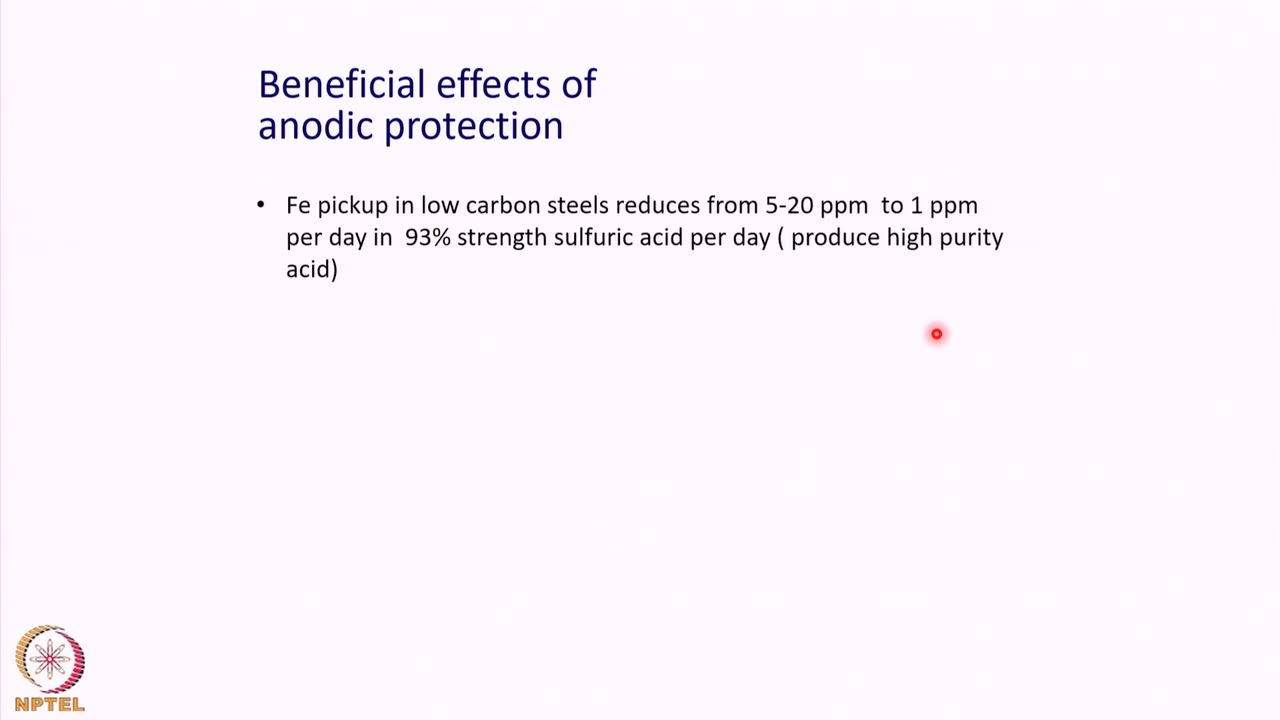 Beneficial effects of
anodic protection
• Fe pickup in low carbon steels reduces from 5-20 ppm  to 1 ppm
per day in  93% strength sulfuric acid per day ( produce high purity
acid)
NPTEL